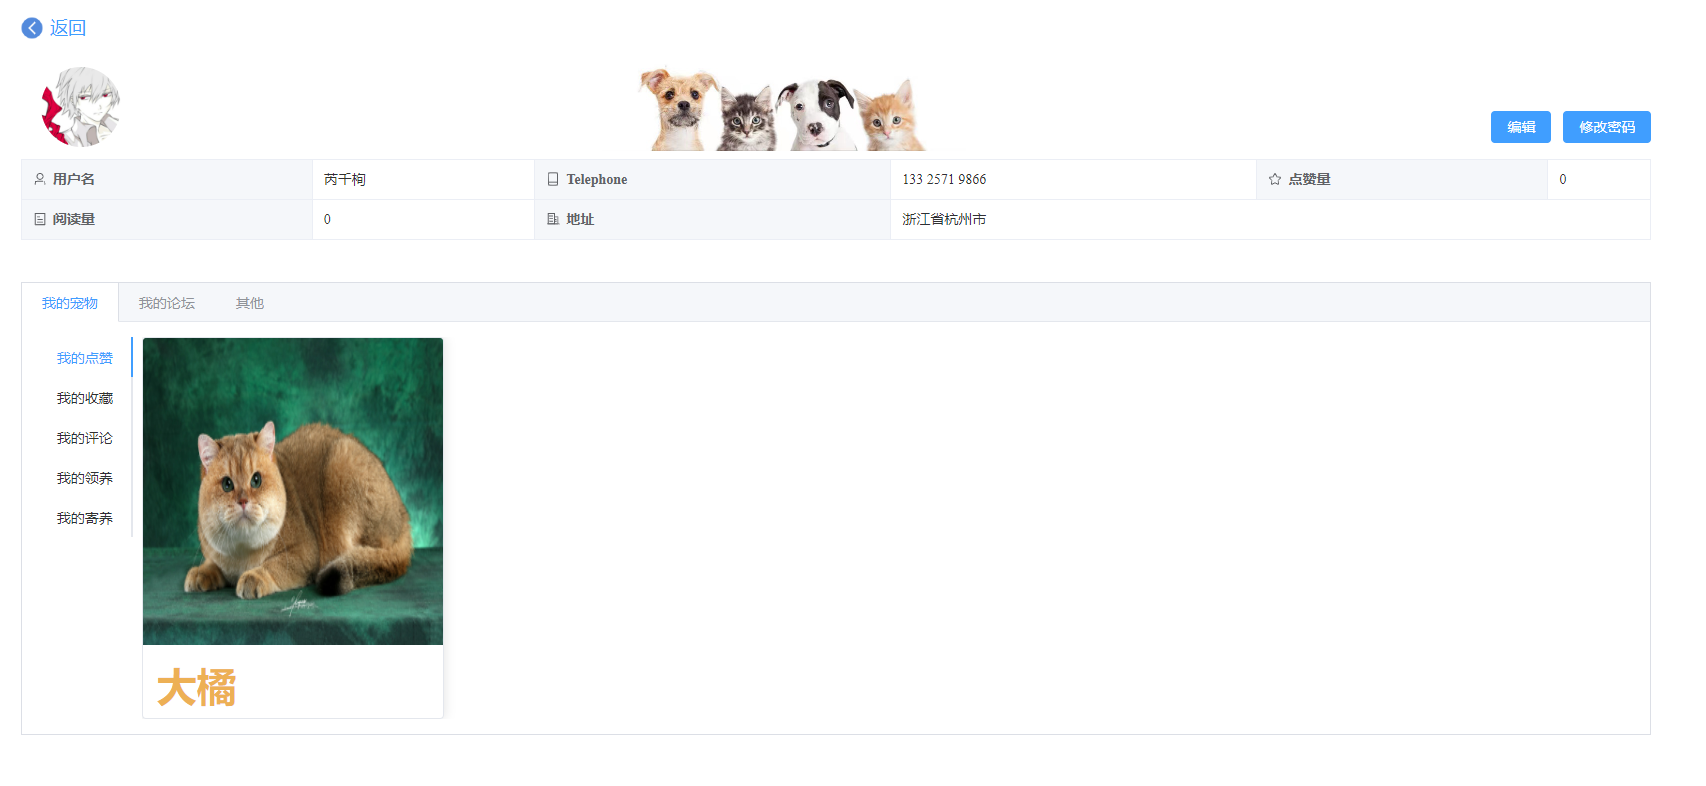 返回
编辑 修改密码
用户名 芮千栒 Telephone 133 2571 9866 点赞量 0
阅读量 0 地址 浙江省杭州市
我的宠物 我的论坛 其他
我的点赞
我的收藏
我的评论
我的领养
我的寄养
大橘